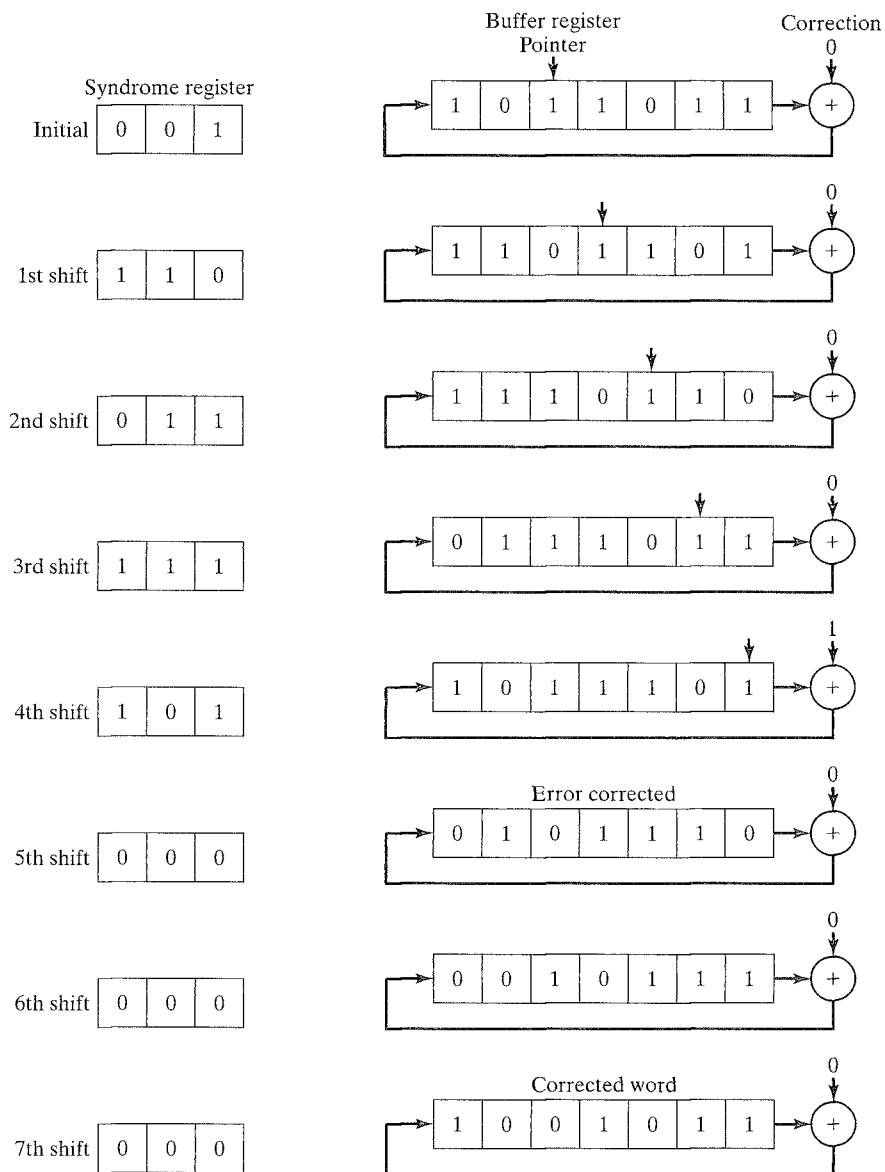 Buffer register
Correction
Pointer
0
Syndrome register
Initial 0 0 1
1 0 1 1 0 1 1 +
0
1st shift 1 1 0
1 1 0 1 1 0 1 +
0
2nd shift 0 1 1
1 1 1 0 1 1 0 +
0
3rd shift 1 1 1
0 1 1 1 0 1 1 +
1
4th shift 1 0 1
1 0 1 1 1 0 1 +
0
Error corrected
5th shift 0 0 0
0 1 0 1 1 1 0 +
0
6th shift 0 0 0
0 0 1 0 1 1 1 +
0
Corrected word
7th shift 0 0 0
1 0 0 1 0 1 1 +